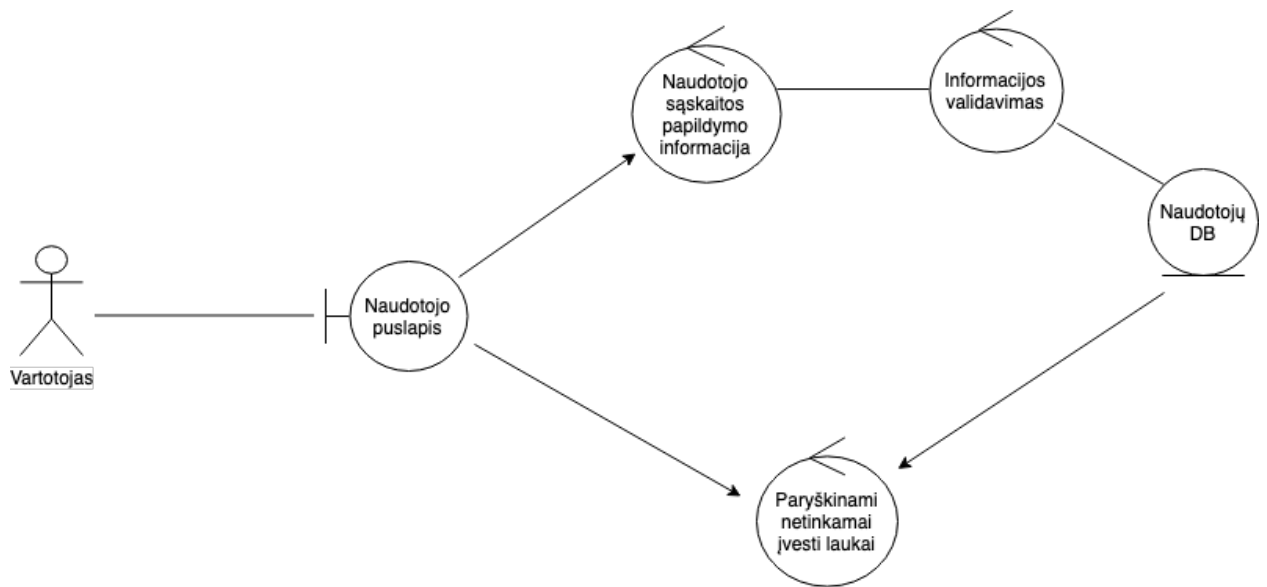 Naudotojo
sąskaitos
papildymo
informacija
Informacijos
validavimas
Naudotojų
DB
Naudotojo
puslapis
Vartotojas
Paryškinami
netinkamai
įvesti laukai